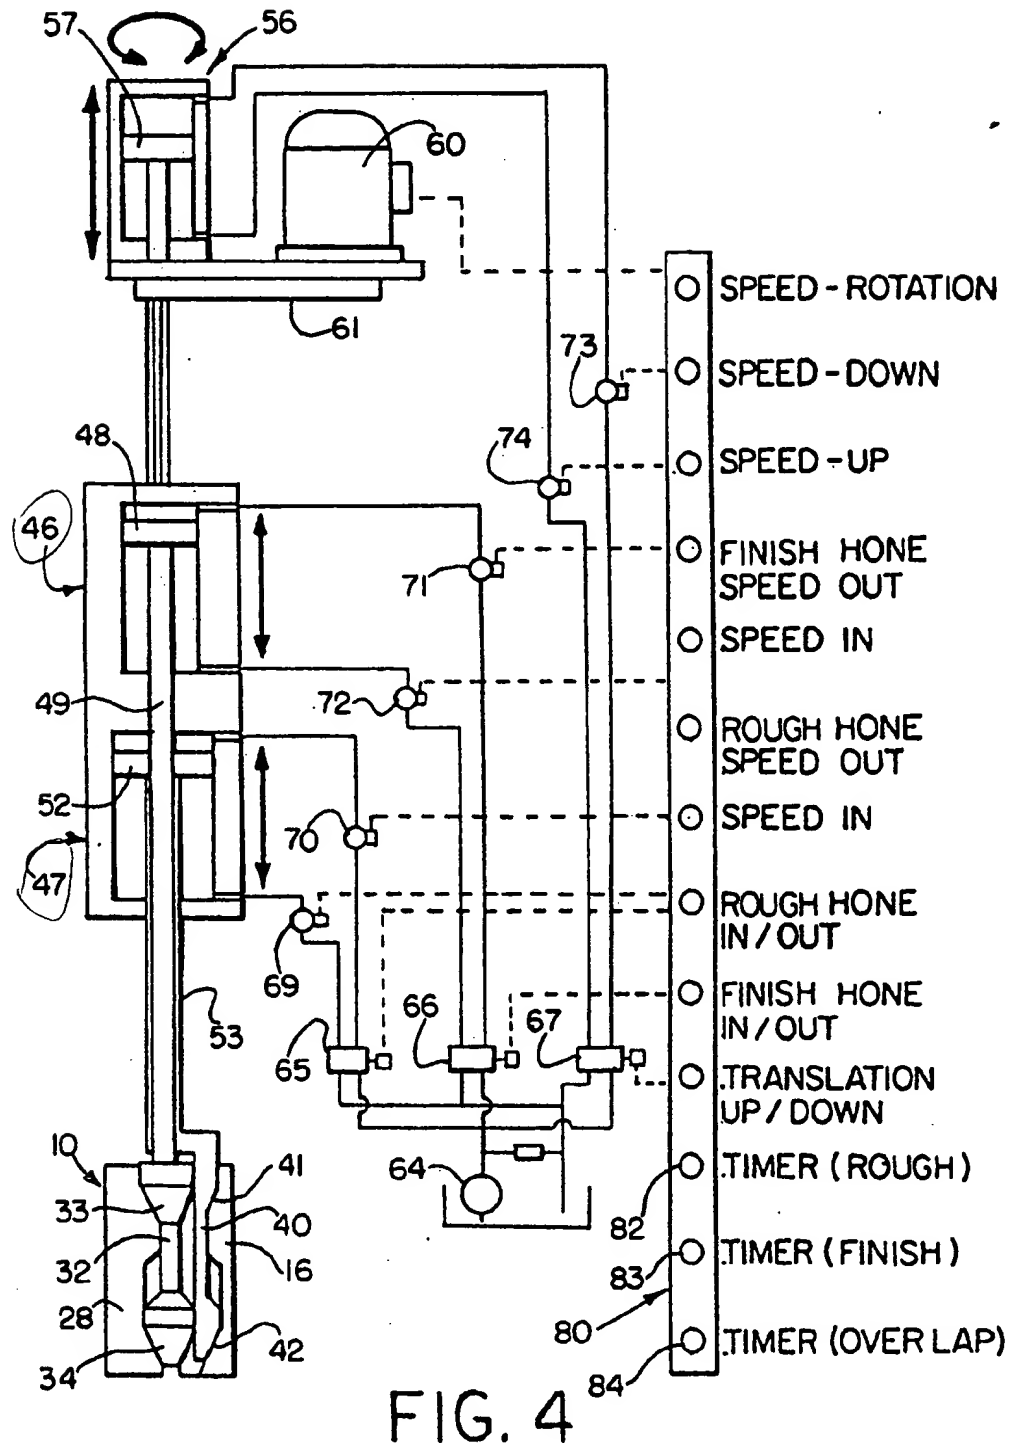 57
56
60
61
73
48
74
46
71
49
72
52
70
47
69
53
66
67
65
10
41
64
33
40
32
16
28
42
34
SPEED-ROTATION
SPEED-DOWN
SPEED-UP
FINISH HONE
SPEED OUT
SPEED IN
ROUGH HONE
SPEED OUT
SPEED IN
ROUGH HONE
IN/OUT
FINISH HONE
IN/OUT
.TRANSLATION
UP/DOWN
.TIMER (ROUGH)
82
.TIMER (FINISH)
83
80
.TIMER (OVER LAP)
84
FIG. 4